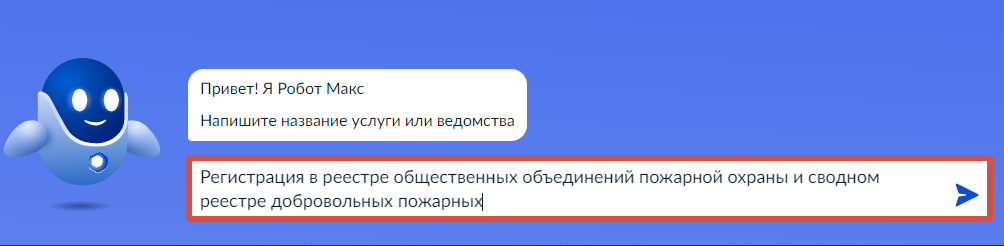 Привет! Я Робот Макс
Напишите название услуги или ведомства
Регистрация в реестре общественных объединений пожарной охраны и сводном
реестре добровольных пожарных